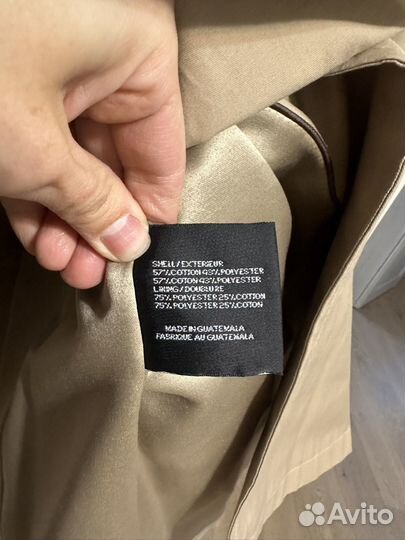 SHELL / EXTERIEUR
57% COTTON 43% POLYESTER
57% COTON 43% POLYESTER
LINING / DOUBLURE
75% POLYESTER 25% COTTON
75% POLYESTER 25% COTON
MADE IN GUATEMALA
FABRIQUE AU GUATEMALA
Avito